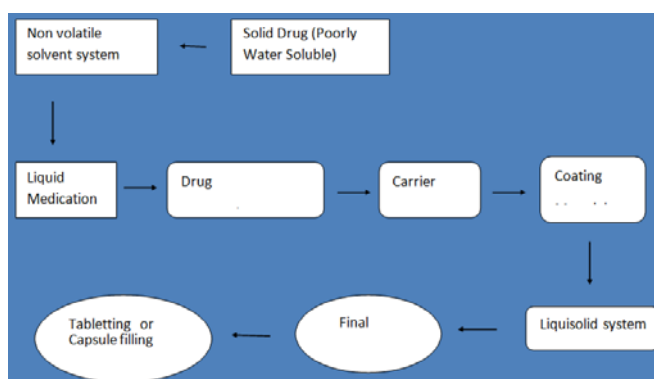 Non volatile
solvent system
Solid Drug (Poorly
Water Soluble)
Liquid
Medication
Drug
Carrier
Coating
Liquisolid system
Final
Tabletting or
Capsule filling